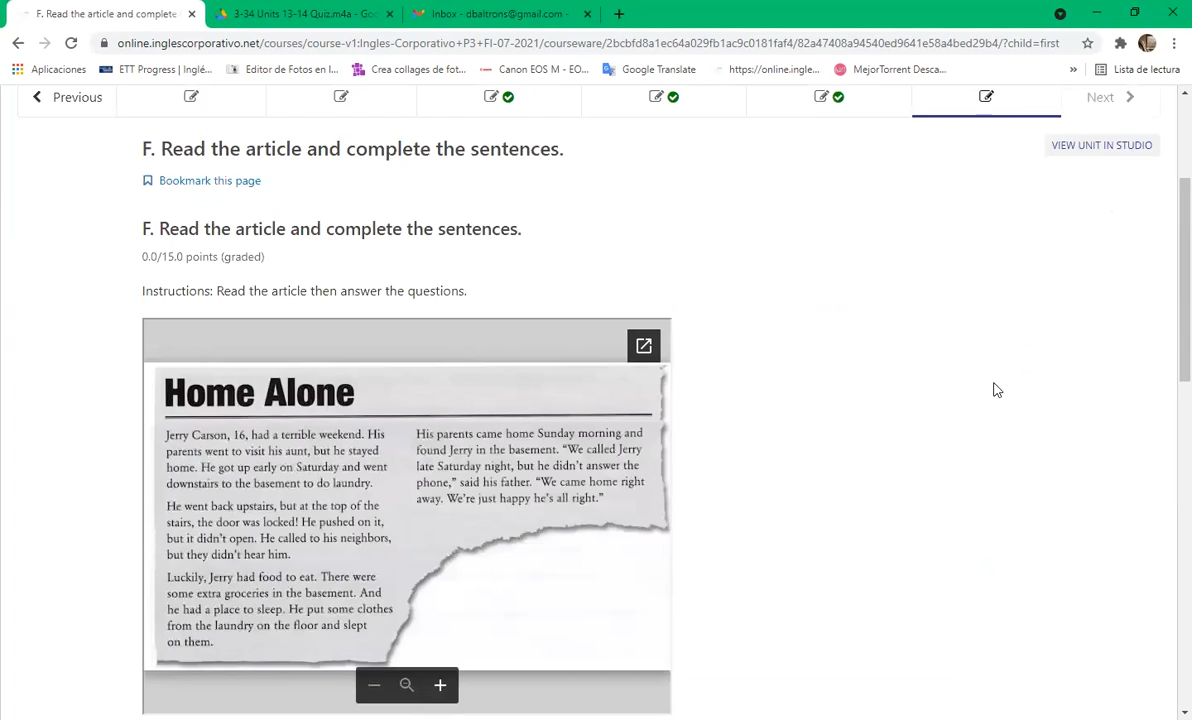 F. Read the article and complete
3-34 Units 13-14 Quiz.m4a - Goo
Inbox - dbaitrons@gmail.com -
online.inglescorporativo.net/courses/course-v1:Ingles-Corporativo+P3+FI-07-2021/courseware/2bcbfd8a1ec64a029fb1ac9c0181faf4/82a47408a94540ed9641e58a4bed29b4/?child=first
Aplicaciones
ETT Progress | Inglé...
Editor de Fotos en l...
Crea collages de fot...
Canon EOS M - EO...
Google Translate
https://online.ingle...
MejorTorrent Desca...
»
Lista de lectura
Previous
Next
F. Read the article and complete the sentences.
VIEW UNIT IN STUDIO
Bookmark this page
F. Read the article and complete the sentences.
0.0/15.0 points (graded)
Instructions: Read the article then answer the questions.
Home Alone
Jerry Carson, 16, had a terrible weekend. His
parents went to visit his aunt, but he stayed
home. He got up early on Saturday and went
downstairs to the basement to do laundry.
He went back upstairs, but at the top of the
stairs, the door was locked! He pushed on it,
but it didn't open. He called to his neighbors,
but they didn't hear him.
Luckily, Jerry had food to eat. There were
some extra groceries in the basement. And
he had a place to sleep. He put some clothes
from the laundry on the floor and slept
on them.
His parents came home Sunday morning and
found Jerry in the basement. "We called Jerry
late Saturday night, but he didn't answer the
phone," said his father. "We came home right
away. We're just happy he's all right."